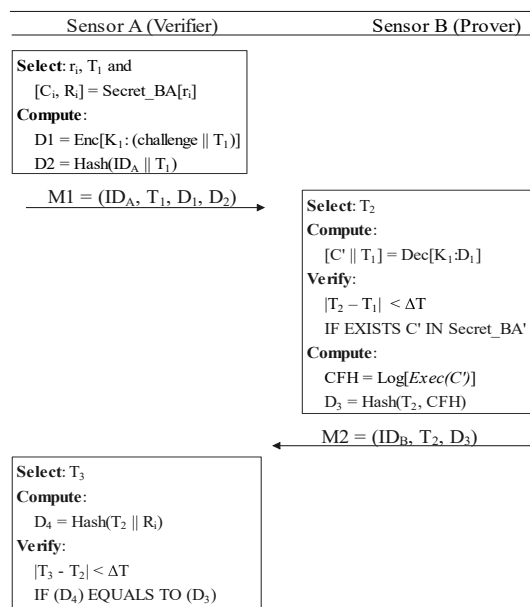 Sensor A (Verifier)
Sensor B (Prover)
Select: rᵢ, T₁ and
[Cᵢ, Rᵢ] = Secret_BA[rᵢ]
Compute:
D1 = Enc[K₁: (challenge || T₁)]
D2 = Hash(ID_A || T₁)
M1 = (ID_A, T₁, D₁, D₂)
Select: T₂
Compute:
[C' || T₁] = Dec[K₁:D₁]
Verify:
|T₂ – T₁| < ΔT
IF EXISTS C' IN Secret_BA'
Compute:
CFH = Log[Exec(C')]
D₃ = Hash(T₂, CFH)
M2 = (ID_B, T₂, D₃)
Select: T₃
Compute:
D₄ = Hash(T₂ || Rᵢ)
Verify:
|T₃ - T₂| < ΔT
IF (D₄) EQUALS TO (D₃)